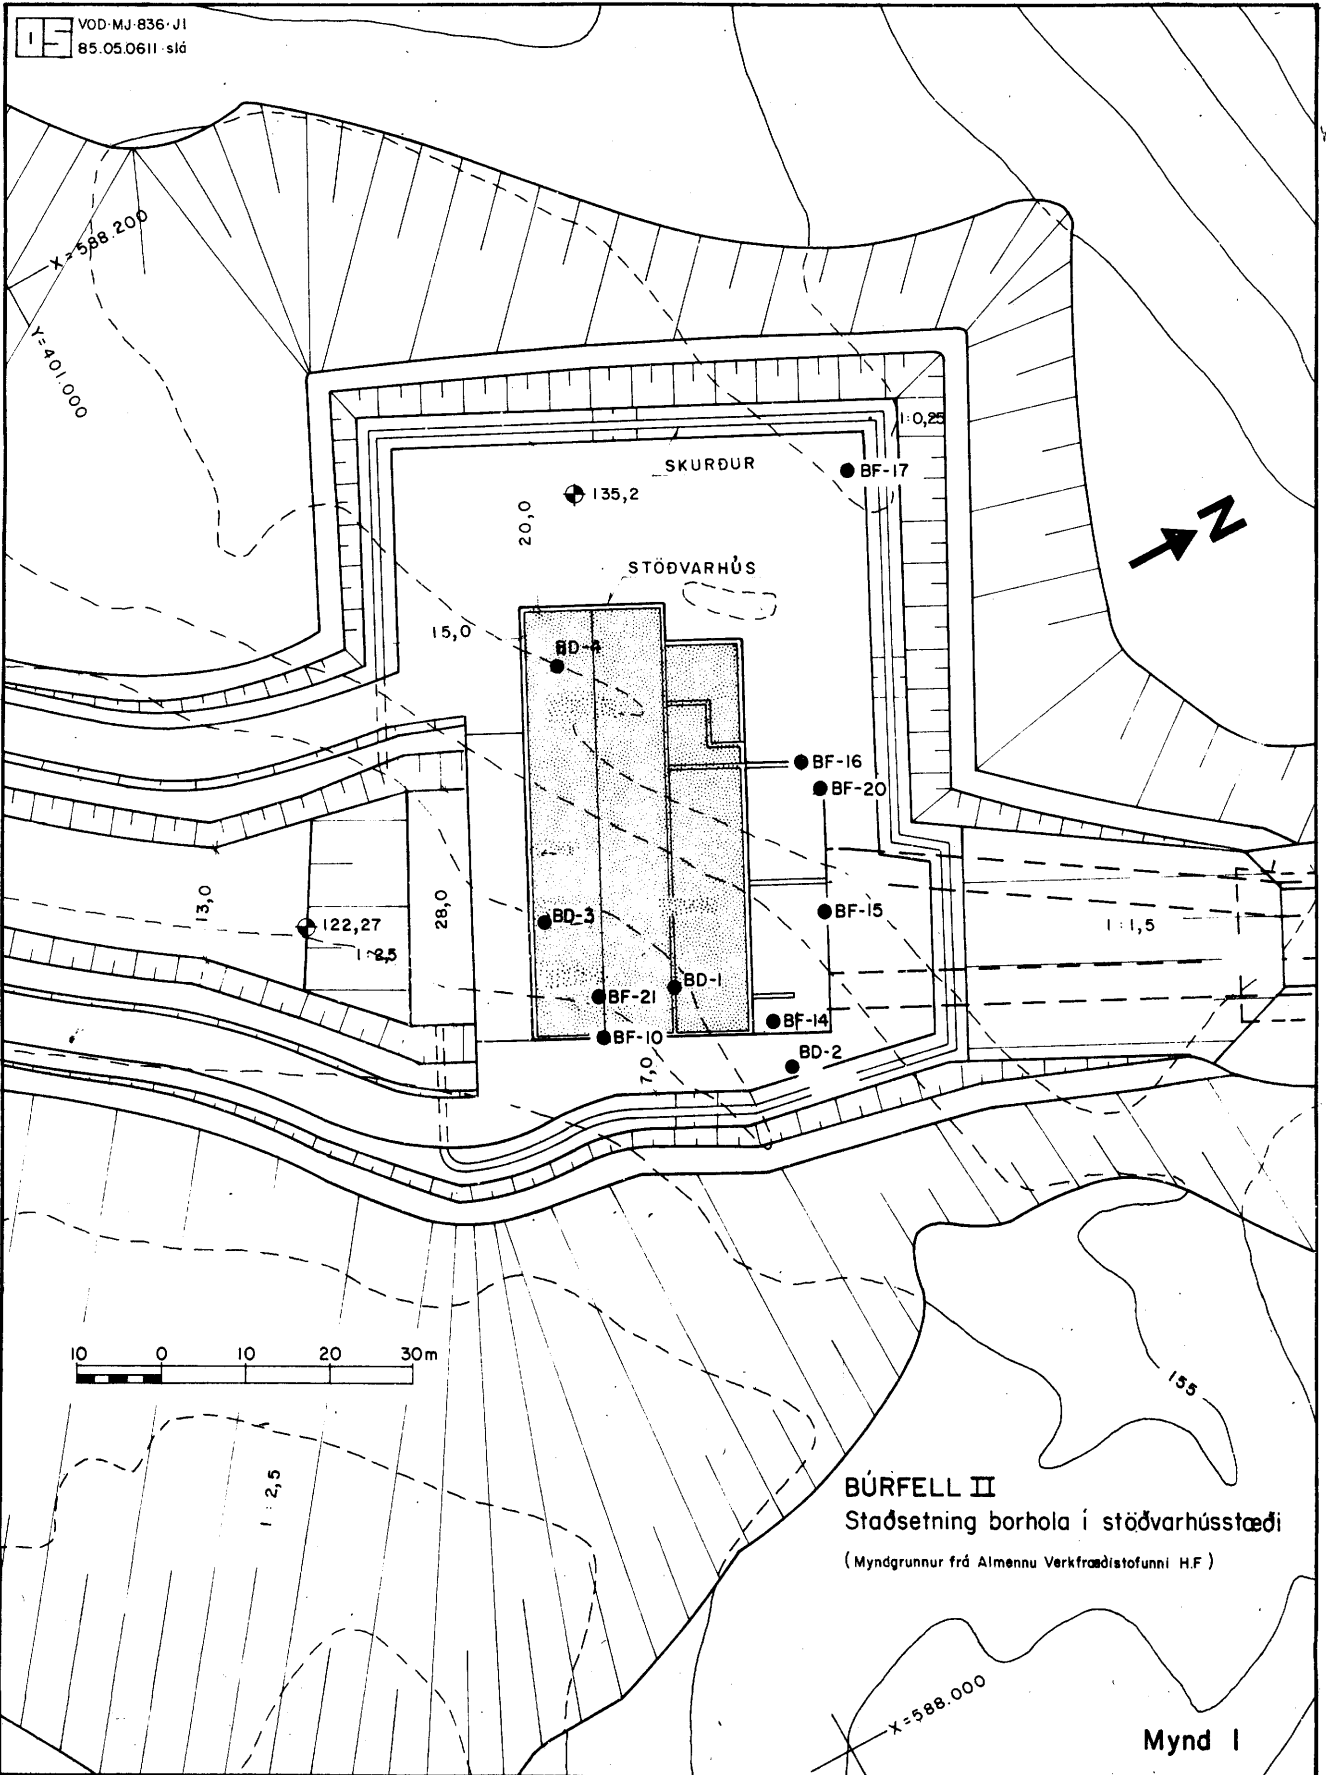 VOD-MJ-836-JI
85.05.0611-slá
X=588.200
Y=401.000
1:0,25
SKURÐUR
BF-17
135,2
20,0
N
STÖÐVARHÚS
15,0
BD-4
BF-16
BF-20
13,0
28,0
122,27
1:2,5
BD-3
BF-15
1:1,5
BD-1
BF-21
BF-14
BF-10
BD-2
7,0
10 0 10 20 30m
155
1:2,5
BÚRFELL II
Staðsetning borhola í stöðvarhússtæði
(Myndgrunnur frá Almennu Verkfræðistofunni H.F)
X=588.000
Mynd 1